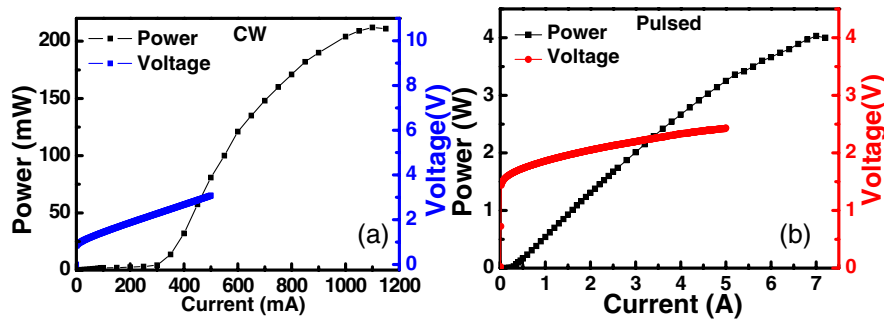 CW
Power
Voltage
Power (mW)
200
150
100
50
0
0 200 400 600 800 1000 1200
Current (mA)
10
8
6
4
2
0
Voltage(V)
(a)
Pulsed
Power
Voltage
Power (W)
4
3
2
1
0
0 1 2 3 4 5 6 7
Current (A)
4
3
2
1
0
Voltage(V)
(b)